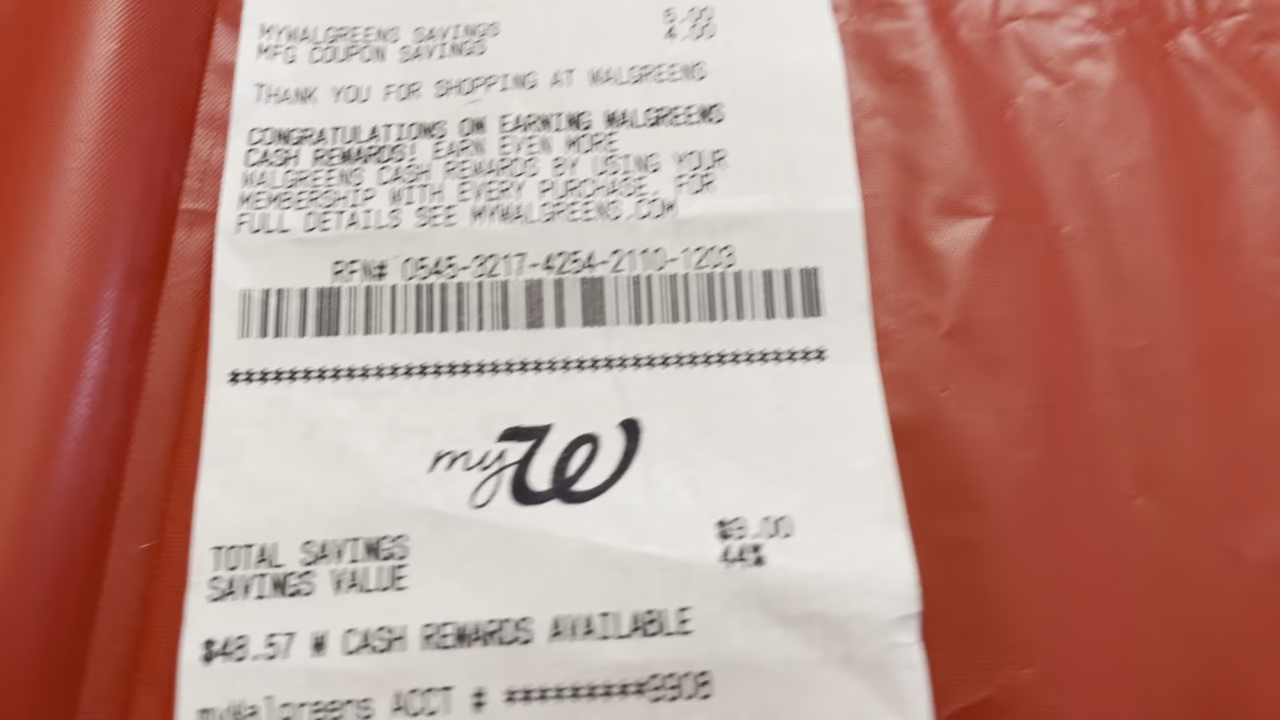 MYWALGREENS SAVINGS 5.00
MFG COUPON SAVINGS 4.00
THANK YOU FOR SHOPPING AT WALGREENS
CONGRATULATIONS ON EARNING WALGREENS
CASH REWARDS! EARN EVEN MORE
WALGREENS CASH REWARDS BY USING YOUR
MEMBERSHIP WITH EVERY PURCHASE. FOR
FULL DETAILS SEE MYWALGREENS.COM
RFN# 0545-3217-4254-2110-1203
myW
TOTAL SAVINGS $9.00
SAVINGS VALUE 44%
W CASH REWARDS AVAILABLE
myWalgreens ACCT #